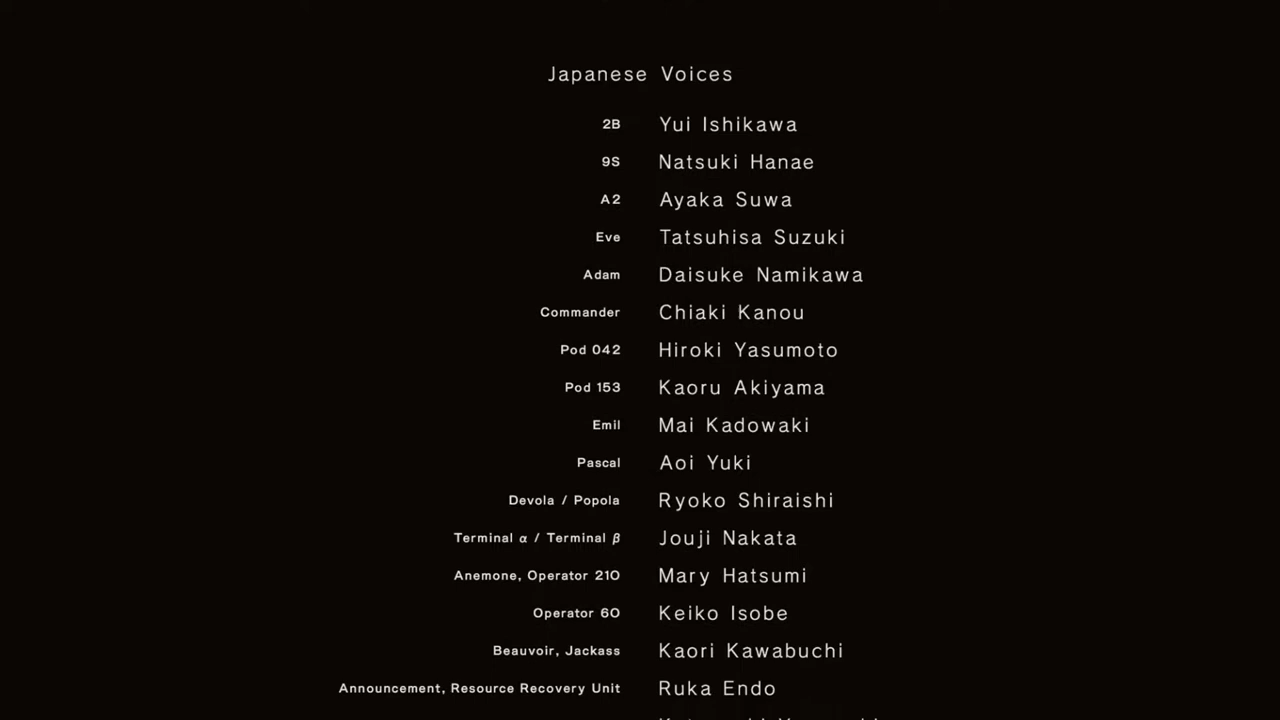 Japanese Voices
2B Yui Ishikawa
9S Natsuki Hanae
A2 Ayaka Suwa
Eve Tatsuhisa Suzuki
Adam Daisuke Namikawa
Commander Chiaki Kanou
Pod 042 Hiroki Yasumoto
Pod 153 Kaoru Akiyama
Emil Mai Kadowaki
Pascal Aoi Yuki
Devola / Popola Ryoko Shiraishi
Terminal α / Terminal β Jouji Nakata
Anemone, Operator 21O Mary Hatsumi
Operator 6O Keiko Isobe
Beauvoir, Jackass Kaori Kawabuchi
Announcement, Resource Recovery Unit Ruka Endo